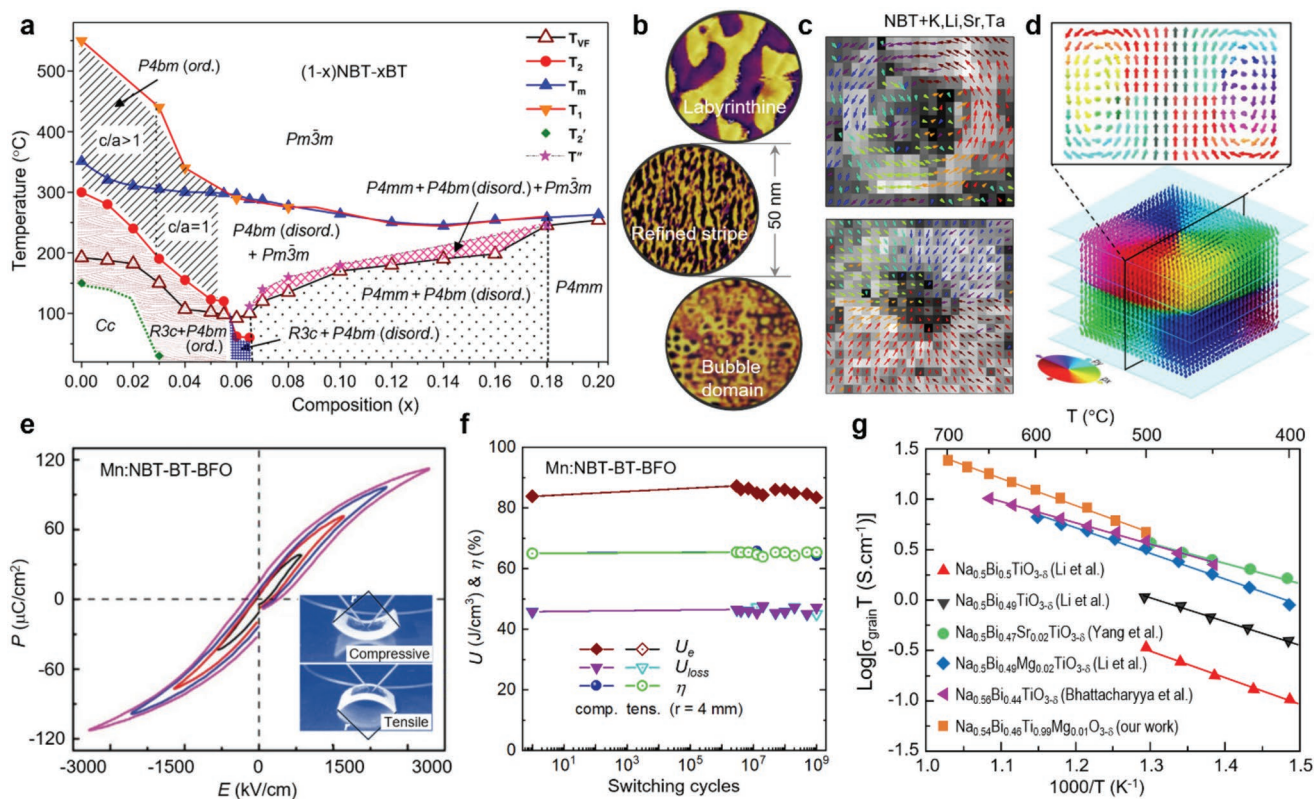 a
(1-x)NBT-xBT
P4bm (ord.)
c/a>1
c/a=1
Pm3̄m
P4mm + P4bm (disord.) + Pm3̄m
P4bm (disord.)
+ Pm3̄m
P4mm + P4bm (disord.)
P4mm
Cc
R3c+P4bm
(ord.)
R3c + P4bm (disord.)
T_VF
T_2
T_m
T_1
T_2'
T″
Temperature (°C)
500
400
300
200
100
0.00 0.02 0.04 0.06 0.08 0.10 0.12 0.14 0.16 0.18 0.20
Composition (x)
b
Labyrinthine
Refined stripe
Bubble
domain
50 nm
c
NBT+K,Li,Sr,Ta
d
e
Mn:NBT-BT-BFO
P (μC/cm2)
120
60
0
-60
-120
-3000 -1500 0 1500 3000
E (kV/cm)
Compressive
Tensile
f
Mn:NBT-BT-BFO
U (J/cm³) & η (%)
100
80
60
40
20
0
U_e
U_loss
η
comp. tens. (r = 4 mm)
10¹ 10³ 10⁵ 10⁷ 10⁹
Switching cycles
g
T (°C)
700 600 500 400
Log[σ_grainT (S.cm⁻¹)]
1.5
1.0
0.5
0.0
-0.5
-1.0
-1.5
Na0.5Bi0.5TiO3-δ (Li et al.)
Na0.5Bi0.49TiO3-δ (Li et al.)
Na0.5Bi0.47Sr0.02TiO3-δ (Yang et al.)
Na0.5Bi0.49Mg0.02TiO3-δ (Li et al.)
Na0.56Bi0.44TiO3-δ (Bhattacharyya et al.)
Na0.54Bi0.46Ti0.99Mg0.01O3-δ (our work)
1.0 1.1 1.2 1.3 1.4 1.5
1000/T (K⁻¹)